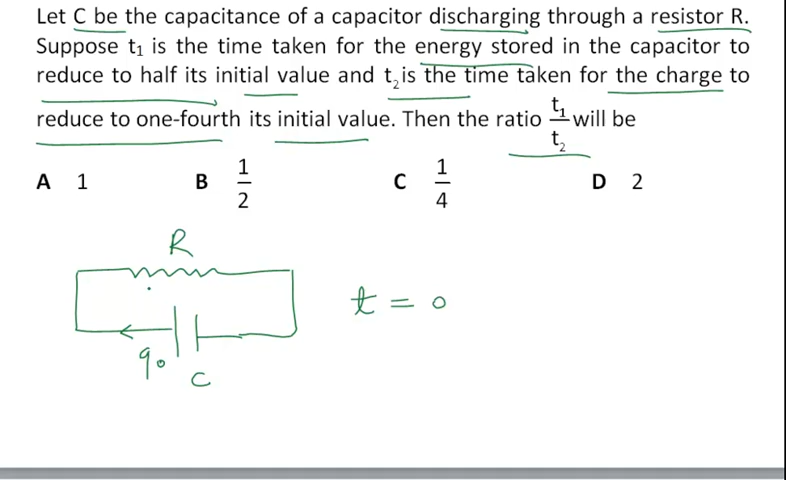 Let C be the capacitance of a capacitor discharging through a resistor R.
Suppose t₁ is the time taken for the energy stored in the capacitor to
reduce to half its initial value and t₂ is the time taken for the charge to
reduce to one-fourth its initial value. Then the ratio t₁/t₂ will be
A 1 B 1/2 C 1/4 D 2
R
t = 0
q₀
C